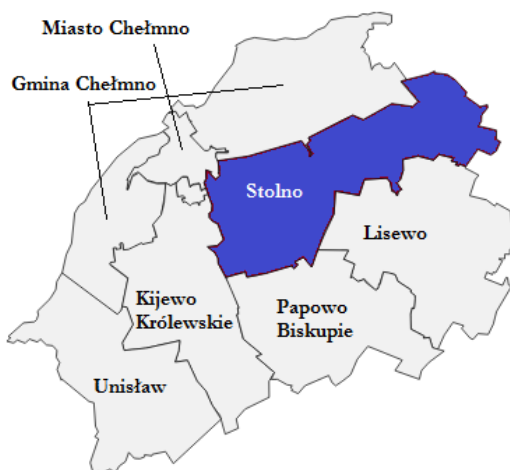 Miasto Chełmno
Gmina Chełmno
Stolno
Lisewo
Kijewo
Królewskie
Papowo
Biskupie
Unisław